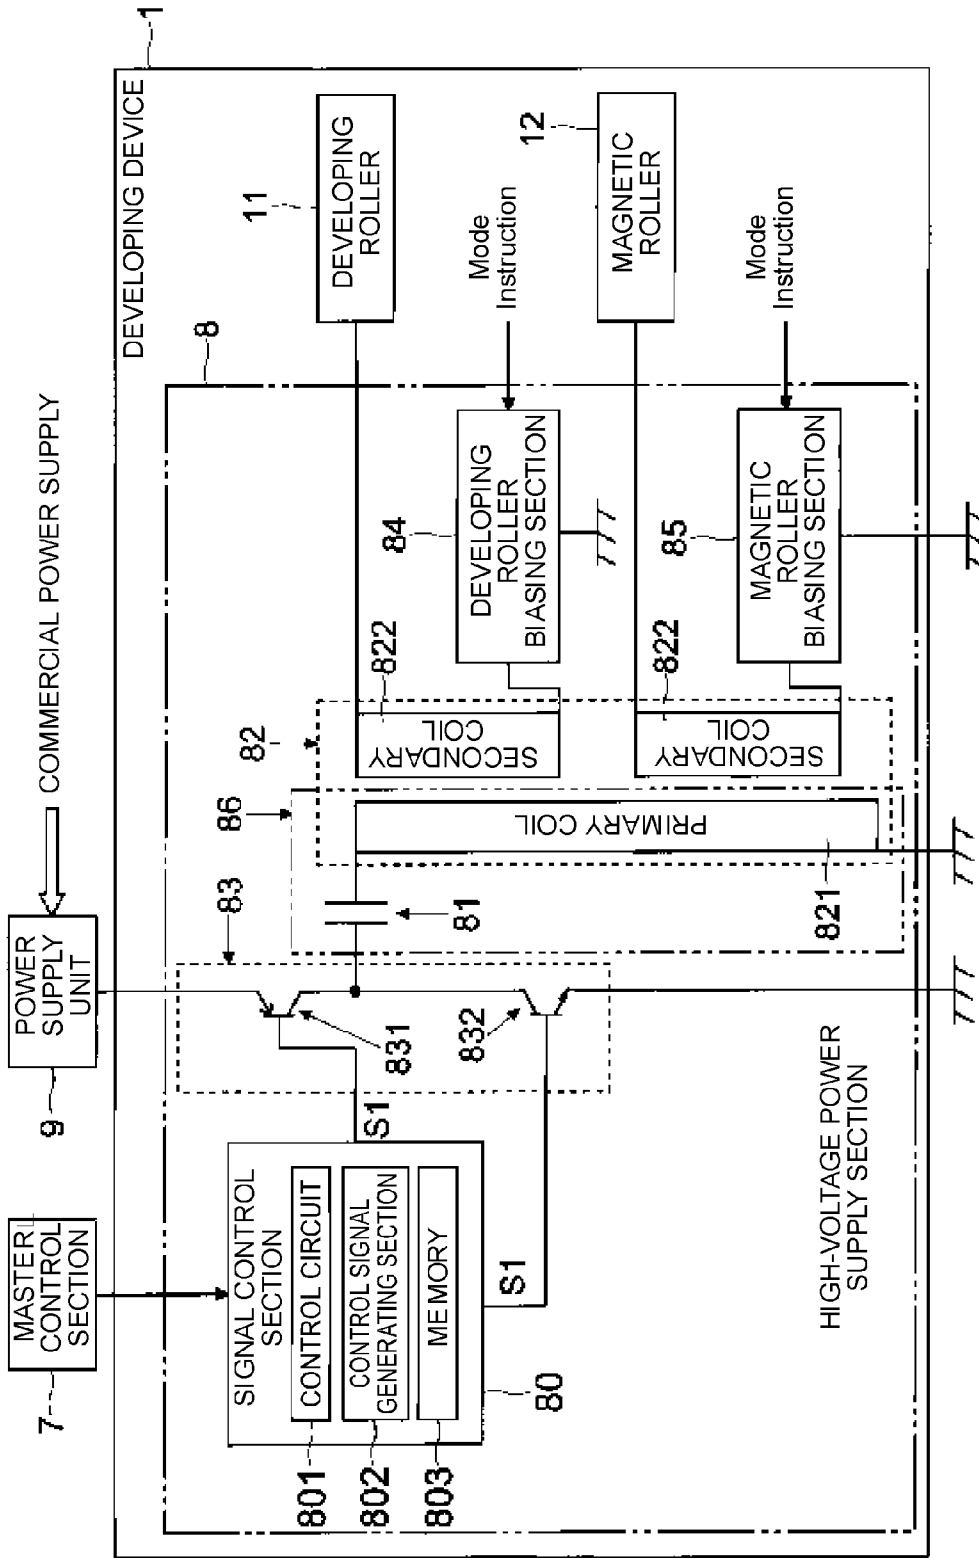 1
DEVELOPING DEVICE
COMMERCIAL POWER SUPPLY
POWER
SUPPLY
UNIT
9
MASTER
CONTROL
SECTION
7
8
SIGNAL CONTROL
SECTION
CONTROL CIRCUIT
CONTROL SIGNAL
GENERATING SECTION
MEMORY
801
802
803
80
S1
S1
83
831
832
86
81
82
PRIMARY COIL
821
SECONDARY
COIL
822
SECONDARY
COIL
822
84
DEVELOPING
ROLLER
BIASING SECTION
Mode
Instruction
85
MAGNETIC
ROLLER
BIASING SECTION
Mode
Instruction
11
DEVELOPING
ROLLER
12
MAGNETIC
ROLLER
HIGH-VOLTAGE POWER
SUPPLY SECTION